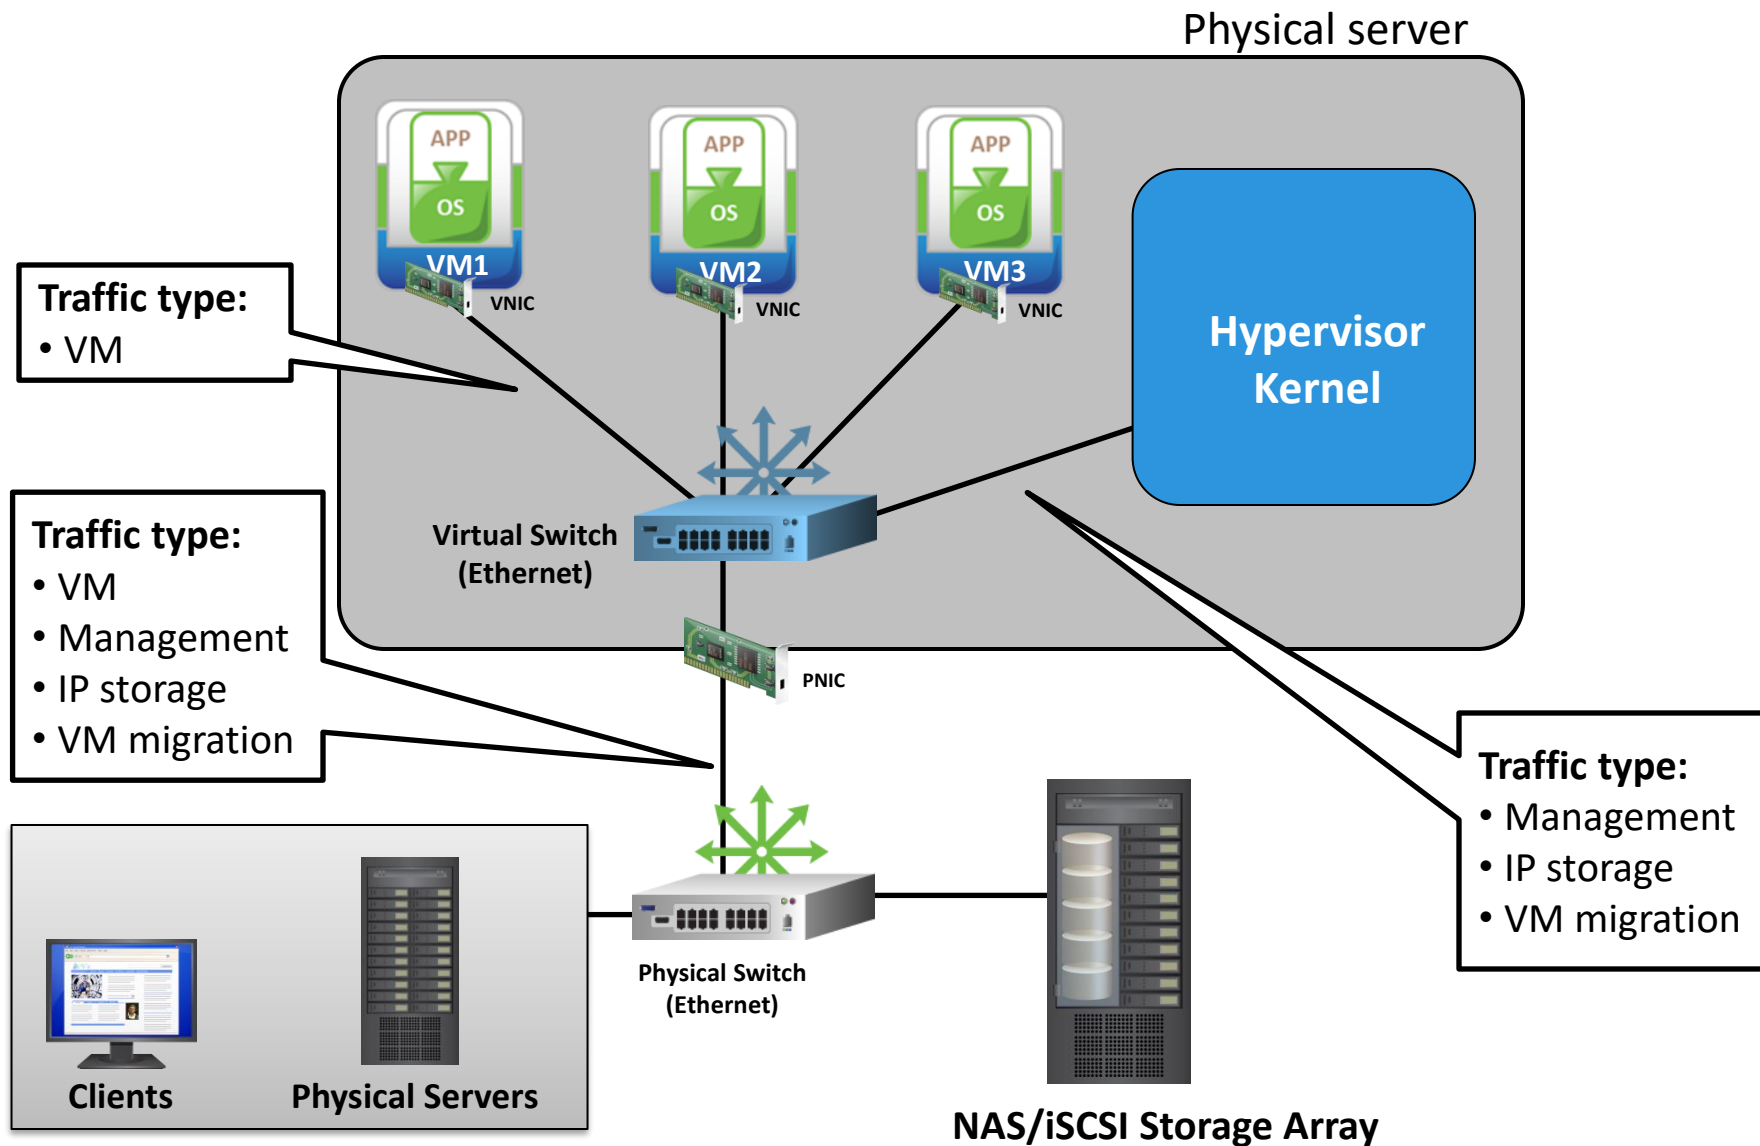 Physical server
APP
OS
VM1
VNIC
APP
OS
VM2
VNIC
APP
OS
VM3
VNIC
Hypervisor
Kernel
Traffic type:
• VM
Virtual Switch
(Ethernet)
Traffic type:
• VM
• Management
• IP storage
• VM migration
PNIC
Traffic type:
• Management
• IP storage
• VM migration
Physical Switch
(Ethernet)
Clients
Physical Servers
NAS/iSCSI Storage Array